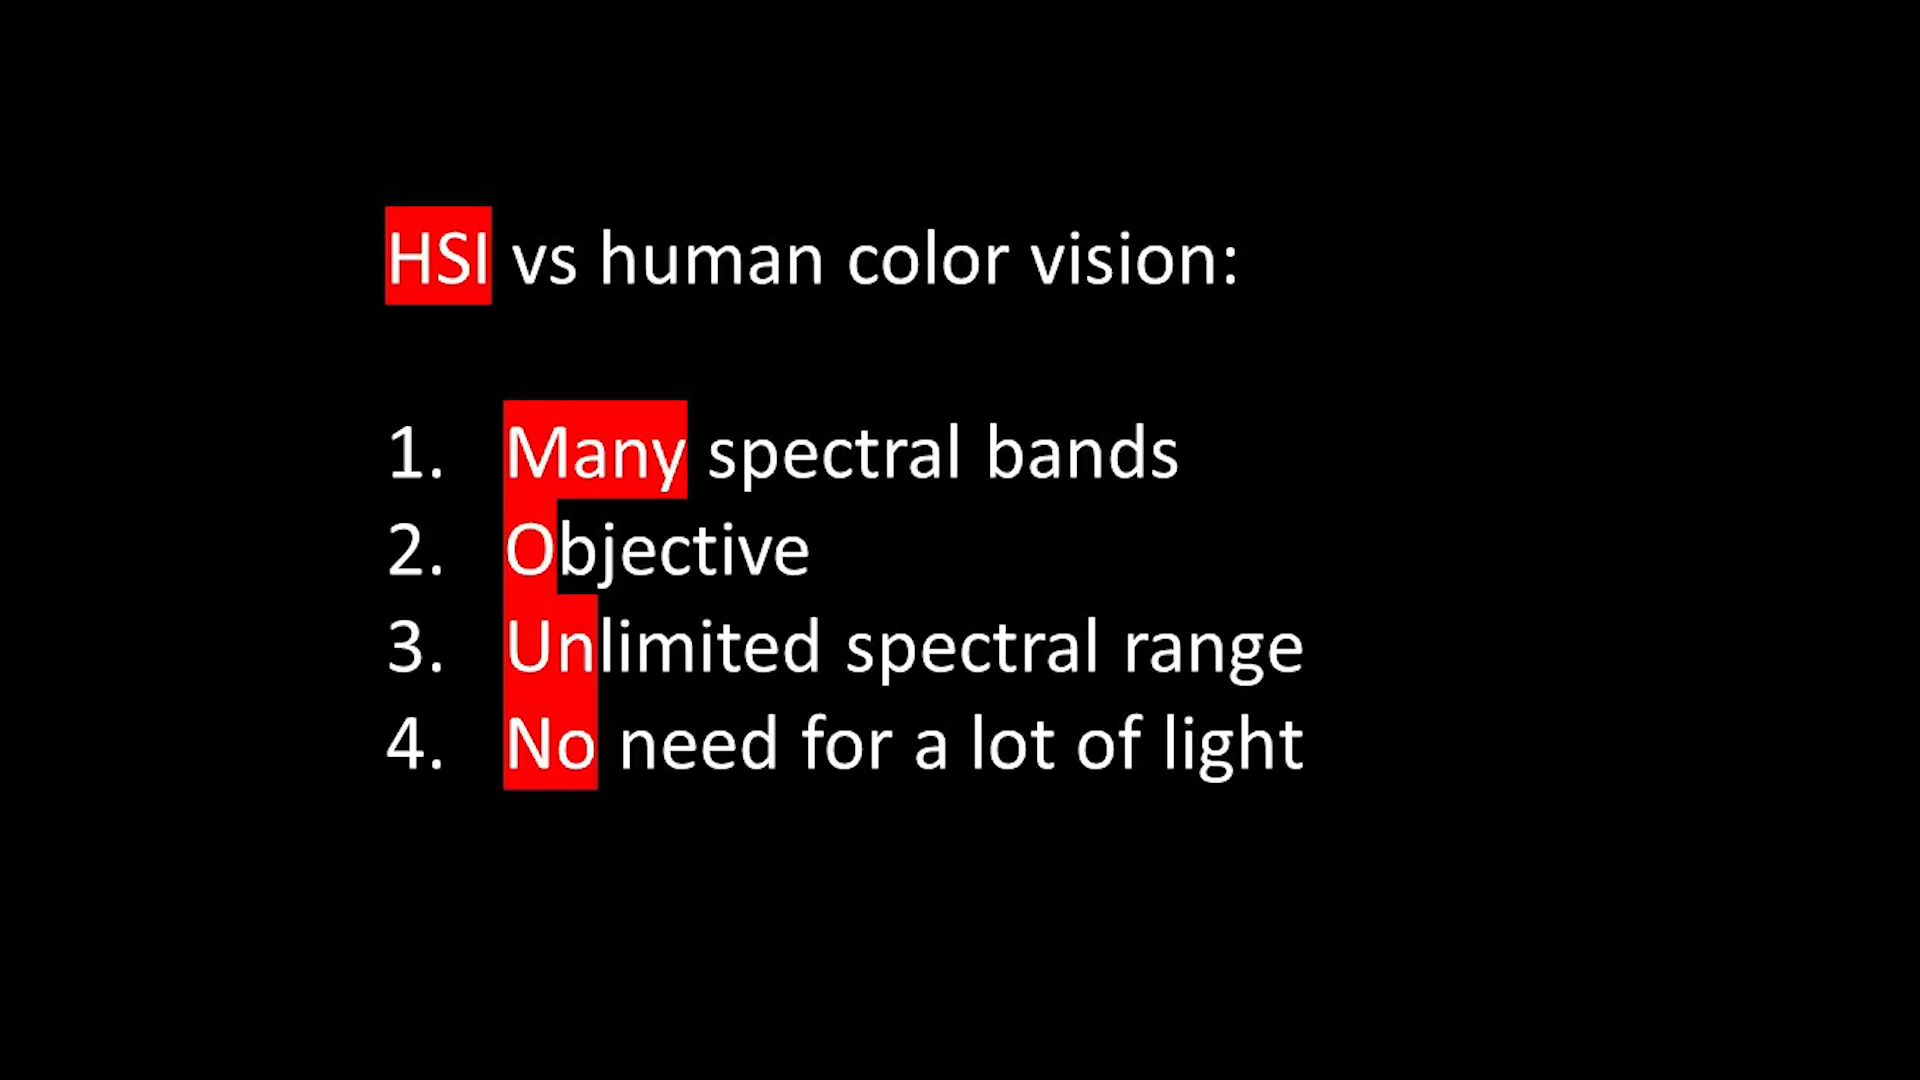 HSI vs human color vision:
1. Many spectral bands
2. Objective
3. Unlimited spectral range
4. No need for a lot of light